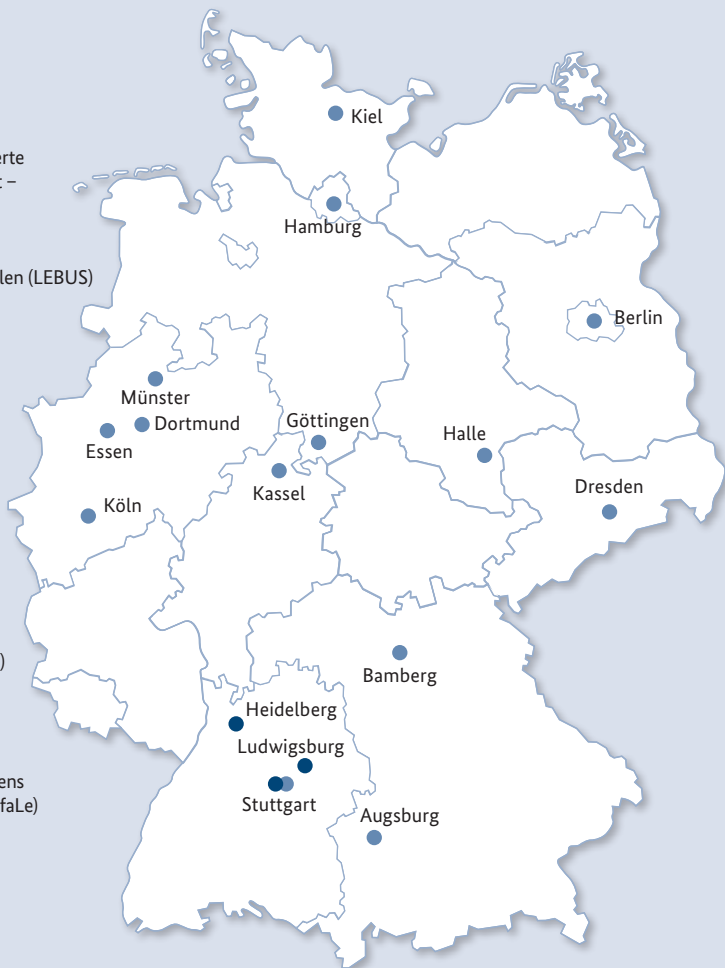 Kiel
erte
t –
Hamburg
len (LEBUS)
Berlin
Münster
Dortmund
Göttingen
Essen
Halle
Kassel
Dresden
Köln
)
Bamberg
Heidelberg
Ludwigsburg
ens
faLe)
Stuttgart
Augsburg